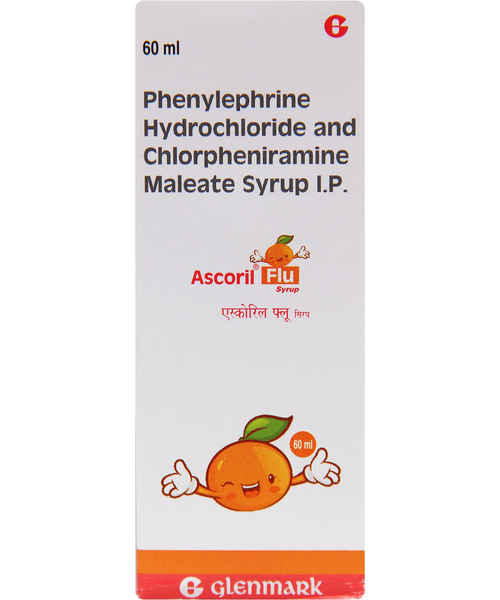 60 ml
Phenylephrine
Hydrochloride and
Chlorpheniramine
Maleate Syrup I.P.
Ascoril® Flu
Syrup
एस्कोरिल फ्लू सिरप
60 ml
glenmark